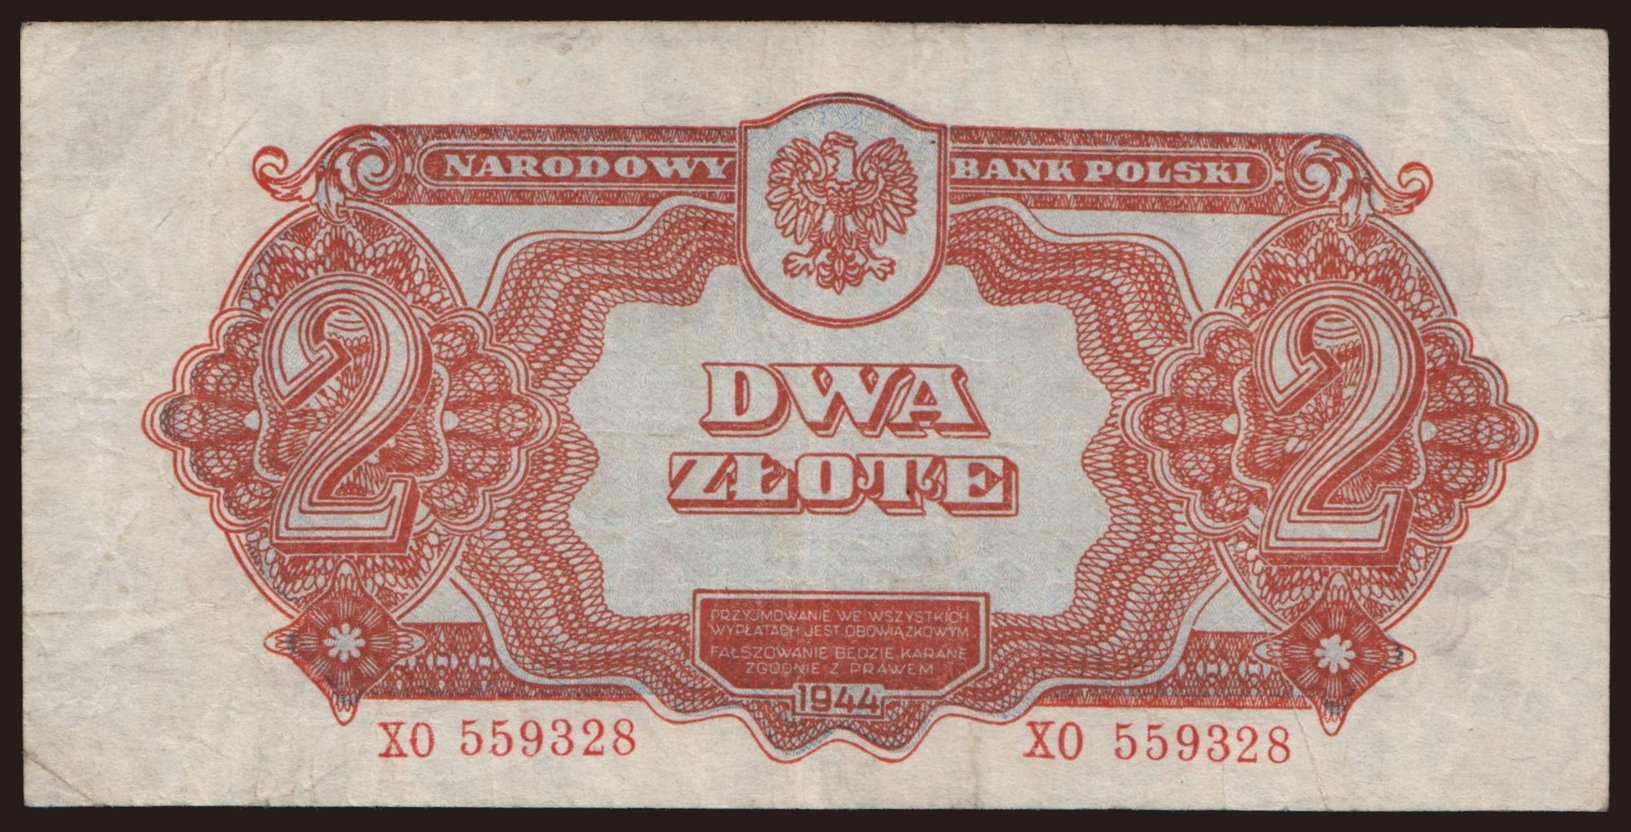 NARODOWY BANK POLSKI
2 2
DWA
ZŁOTE
PRZYJMOWANIE WE WSZYSTKICH
WYPŁATACH JEST OBOWIĄZKOWYM
FAŁSZOWANIE BĘDZIE KARANE
ZGODNIE Z PRAWEM
1944
XO 559328 XO 559328